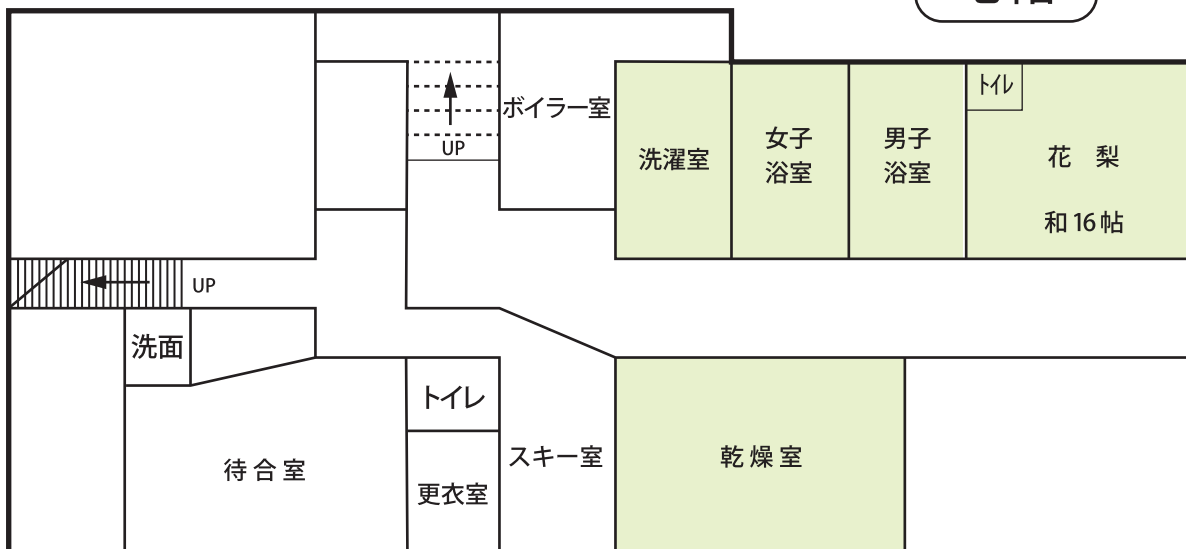 トイレ
ボイラー室
UP
洗濯室
女子
浴室
男子
浴室
花 梨
和16帖
UP
洗面
トイレ
待合室
更衣室
スキー室
乾燥室